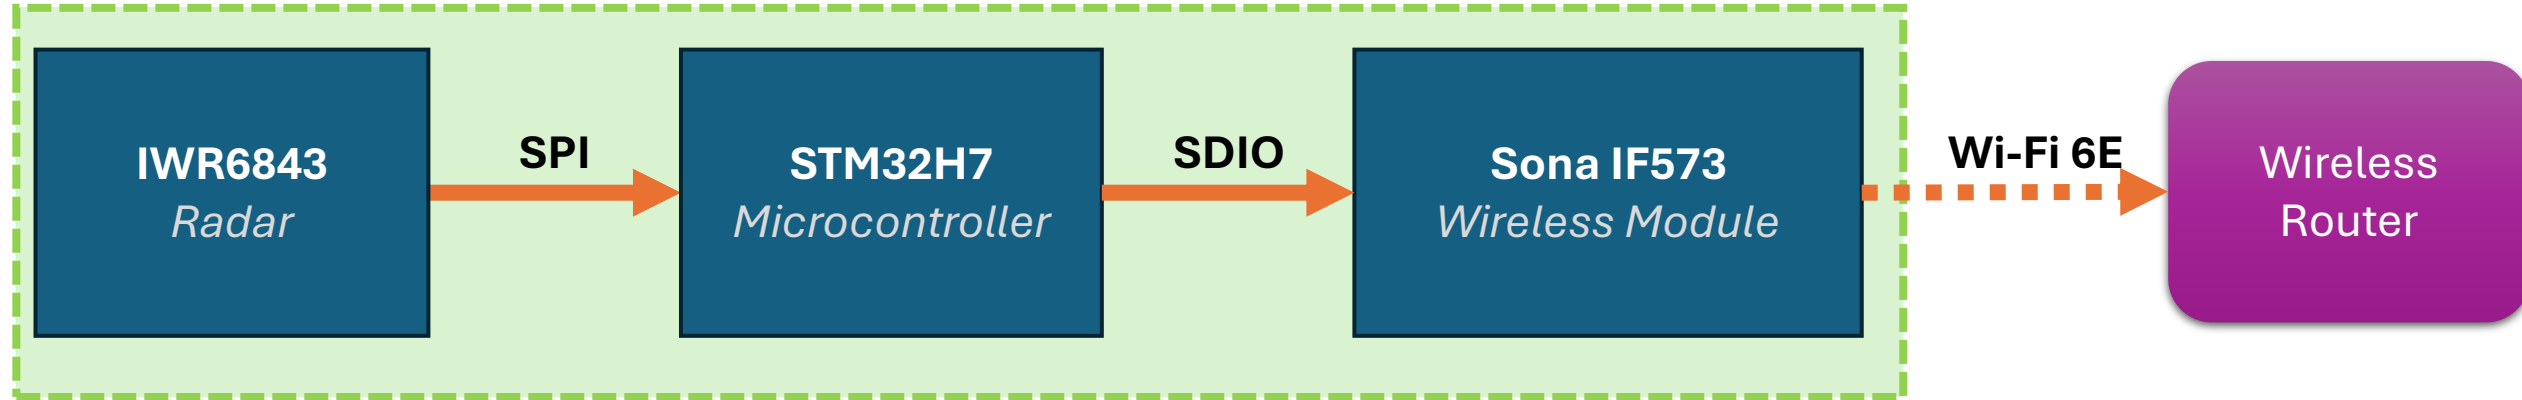 IWR6843
Radar
SPI
STM32H7
Microcontroller
SDIO
Sona IF573
Wireless Module
Wi-Fi 6E
Wireless
Router